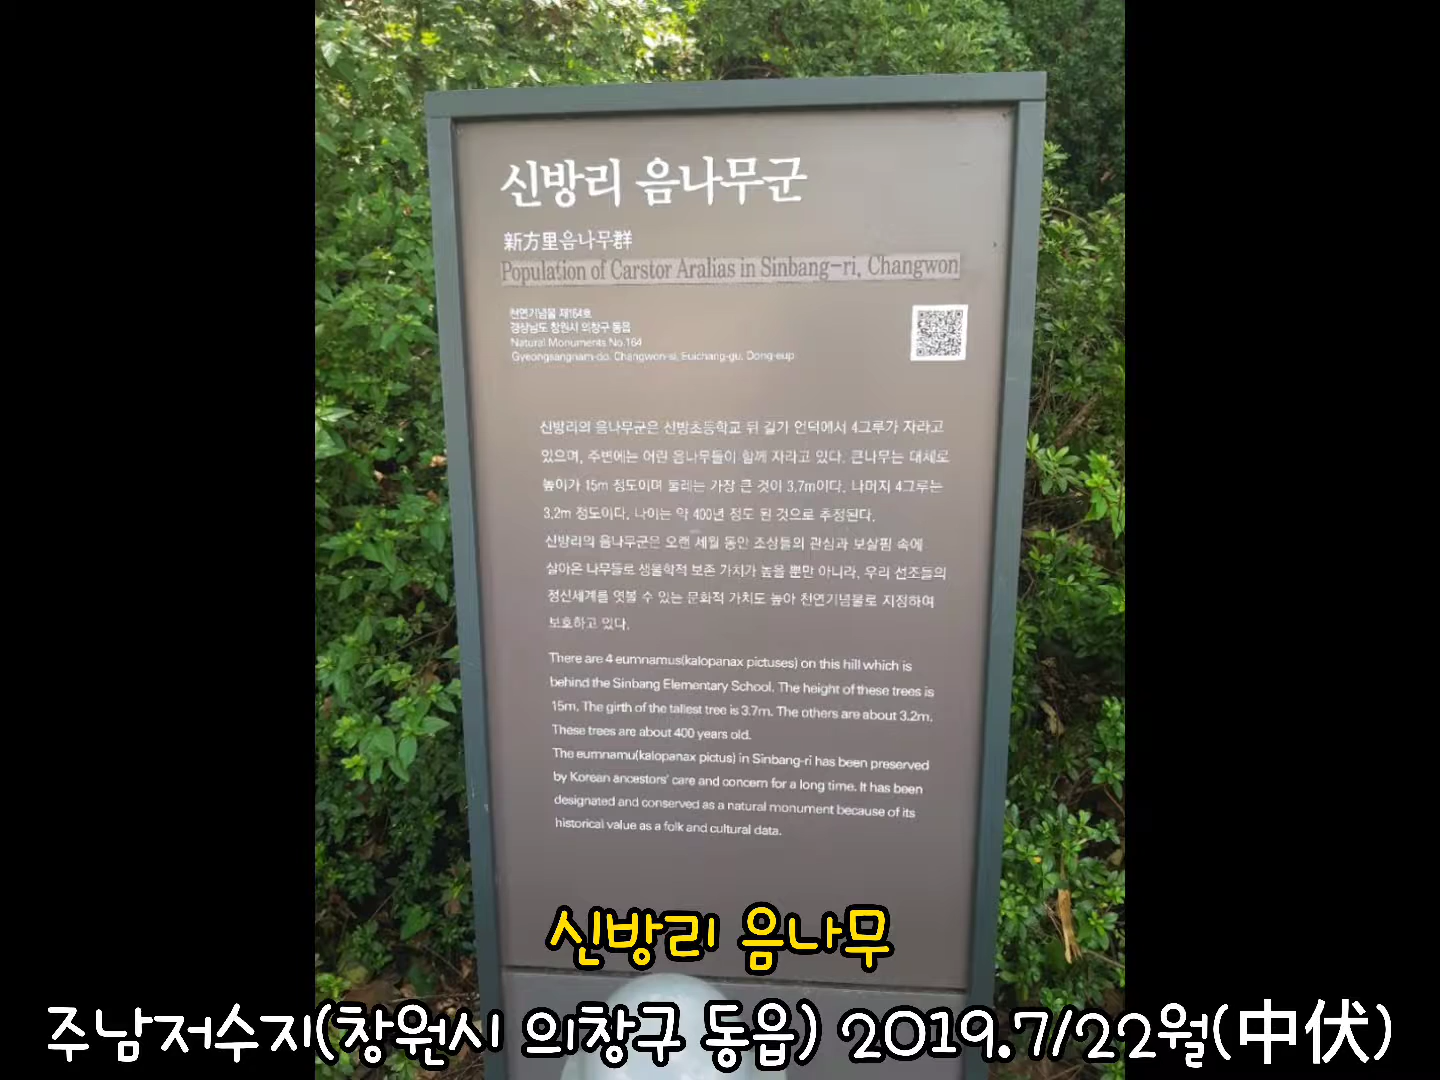 신방리 음나무군
新方里음나무群
Population of Carstor Aralias in Sinbang-ri, Changwon
천연기념물 제164호
경상남도 창원시 의창구 동읍
Natural Monuments No.164
Gyeongsangnam-do, Changwon-si, Euichang-gu, Dong-eup
신방리의 음나무군은 신방초등학교 뒤 길가 언덕에서 4그루가 자라고
있으며, 주변에는 어린 음나무들이 함께 자라고 있다. 큰나무는 대체로
높이가 15m 정도이며 둘레는 가장 큰 것이 3.7m이다. 나머지 4그루는
3.2m 정도이다. 나이는 약 400년 정도 된 것으로 추정된다.
신방리의 음나무군은 오랜 세월 동안 조상들의 관심과 보살핌 속에
살아온 나무들로 생물학적 보존 가치가 높을 뿐만 아니라, 우리 선조들의
정신세계를 엿볼 수 있는 문화적 가치도 높아 천연기념물로 지정하여
보호하고 있다.
There are 4 eumnamus(kalopanax pictuses) on this hill which is
behind the Sinbang Elementary School. The height of these trees is
15m. The girth of the tallest tree is 3.7m. The others are about 3.2m.
These trees are about 400 years old.
The eumnamu(kalopanax pictus) in Sinbang-ri has been preserved
by Korean ancestors' care and concern for a long time. It has been
designated and conserved as a natural monument because of its
historical value as a folk and cultural data.
신방리 음나무
주남저수지(창원시 의창구 동읍) 2019.7/22월(中伏)